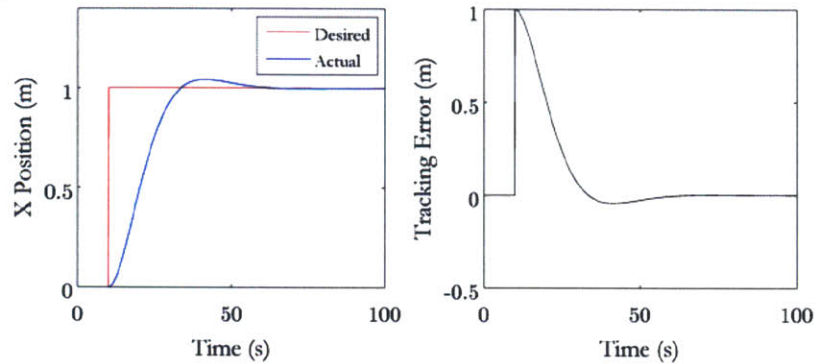 Desired
Actual
X Position (m)
1
0.5
0
0
50
100
Time (s)
Tracking Error (m)
1
0.5
0
-0.5
0
50
100
Time (s)